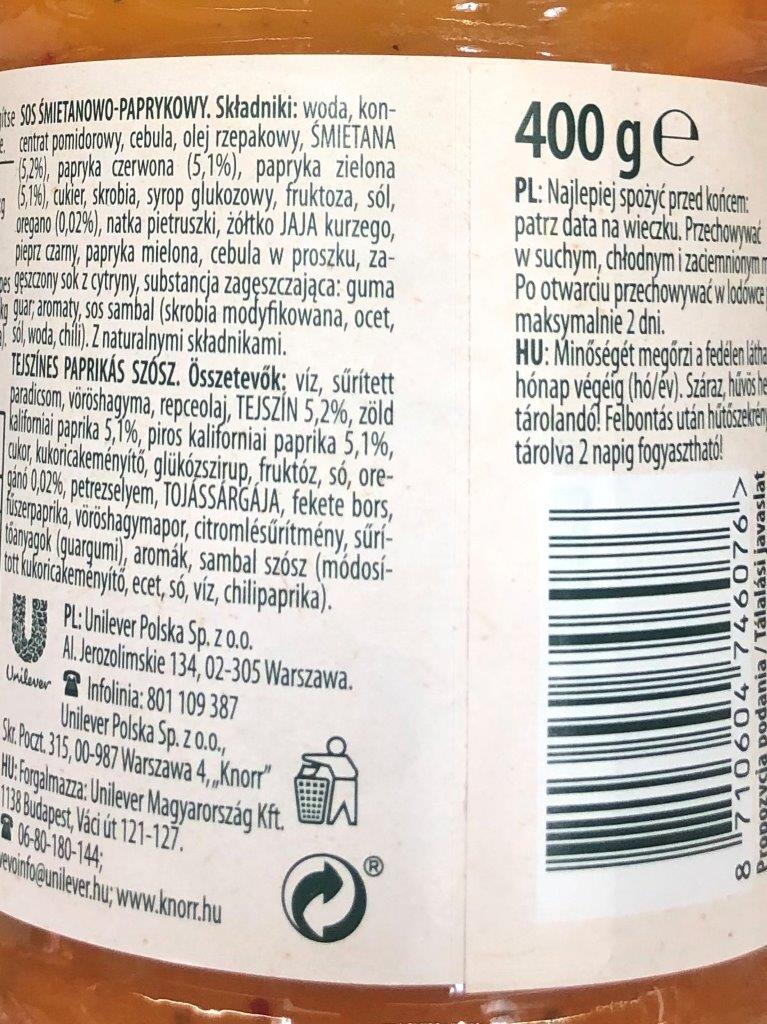 SOS ŚMIETANOWO-PAPRYKOWY. Składniki: woda, kon-
centrat pomidorowy, cebula, olej rzepakowy, ŚMIETANA
(5,2%), papryka czerwona (5,1%), papryka zielona
(5,1%), cukier, skrobia, syrop glukozowy, fruktoza, sól,
oregano (0,02%), natka pietruszki, żółtko JAJA kurzego,
pieprz czarny, papryka mielona, cebula w proszku, za-
gęszczony sok z cytryny, substancja zagęszczająca: guma
guar; aromaty, sos sambal (skrobia modyfikowana, ocet,
sól, woda, chili). Z naturalnymi składnikami.
TEJSZÍNES PAPRIKÁS SZÓSZ. Összetevők: víz, sűrített
paradicsom, vöröshagyma, repceolaj, TEJSZÍN 5,2%, zöld
kaliforniai paprika 5,1%, piros kaliforniai paprika 5,1%,
cukor, kukoricakeményítő, glükózszirup, fruktóz, só, ore-
gánó 0,02%, petrezselyem, TOJÁSSÁRGÁJA, fekete bors,
fűszerpaprika, vöröshagymapor, citromlésűrítmény, sűrí-
tőanyagok (guargumi), aromák, sambal szósz (módosí-
tott kukoricakeményítő, ecet, só, víz, chilipaprika).
Unilever
PL: Unilever Polska Sp. z o.o.
Al. Jerozolimskie 134, 02-305 Warszawa.
Infolinia: 801 109 387
Unilever Polska Sp. z o.o.,
Skr. Poczt. 315, 00-987 Warszawa 4, „Knorr"
HU: Forgalmazza: Unilever Magyarország Kft.
1138 Budapest, Váci út 121-127.
06-80-180-144;
vevoinfo@unilever.hu; www.knorr.hu
®
400 g ℮
PL: Najlepiej spożyć przed końcem:
patrz data na wieczku. Przechowywać
w suchym, chłodnym i zaciemnionym
Po otwarciu przechowywać w lodówce
maksymalnie 2 dni.
HU: Minőségét megőrzi a fedélen
hónap végéig (hó/év). Száraz, hűvös
tárolandó! Felbontás után
tárolva 2 napig fogyasztható!
8 710604 746076 >
Propozycja podania / Tálalási javaslat